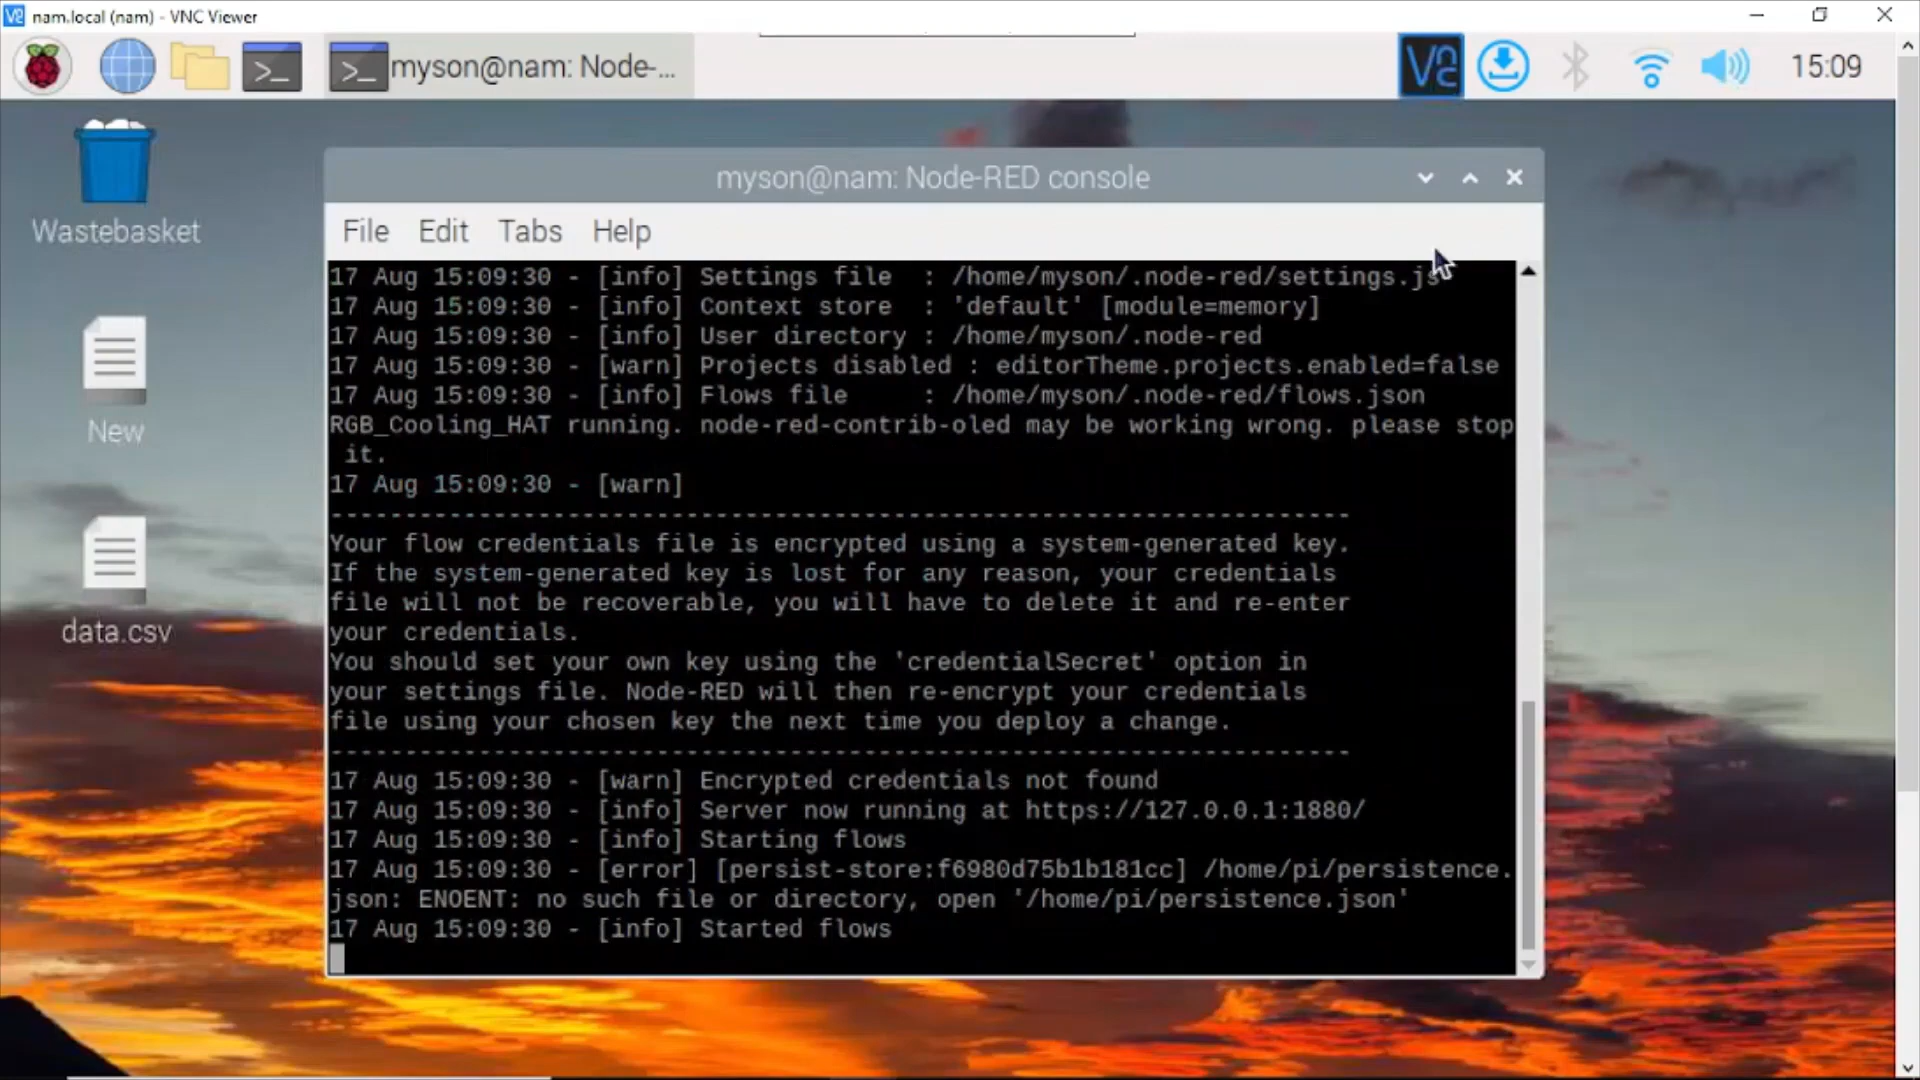 nam.local (nam) - VNC Viewer
myson@nam: Node-...
15:09
Wastebasket
New
data.csv
myson@nam: Node-RED console
File Edit Tabs Help
17 Aug 15:09:30 - [info] Settings file  : /home/myson/.node-red/settings.js
17 Aug 15:09:30 - [info] Context store  : 'default' [module=memory]
17 Aug 15:09:30 - [info] User directory : /home/myson/.node-red
17 Aug 15:09:30 - [warn] Projects disabled : editorTheme.projects.enabled=false
17 Aug 15:09:30 - [info] Flows file     : /home/myson/.node-red/flows.json
RGB_Cooling_HAT running. node-red-contrib-oled may be working wrong. please stop
 it.
17 Aug 15:09:30 - [warn]
---------------------------------------------------------------------
Your flow credentials file is encrypted using a system-generated key.
If the system-generated key is lost for any reason, your credentials
file will not be recoverable, you will have to delete it and re-enter
your credentials.
You should set your own key using the 'credentialSecret' option in
your settings file. Node-RED will then re-encrypt your credentials
file using your chosen key the next time you deploy a change.
---------------------------------------------------------------------
17 Aug 15:09:30 - [warn] Encrypted credentials not found
17 Aug 15:09:30 - [info] Server now running at https://127.0.0.1:1880/
17 Aug 15:09:30 - [info] Starting flows
17 Aug 15:09:30 - [error] [persist-store:f6980d75b1b181cc] /home/pi/persistence.
json: ENOENT: no such file or directory, open '/home/pi/persistence.json'
17 Aug 15:09:30 - [info] Started flows